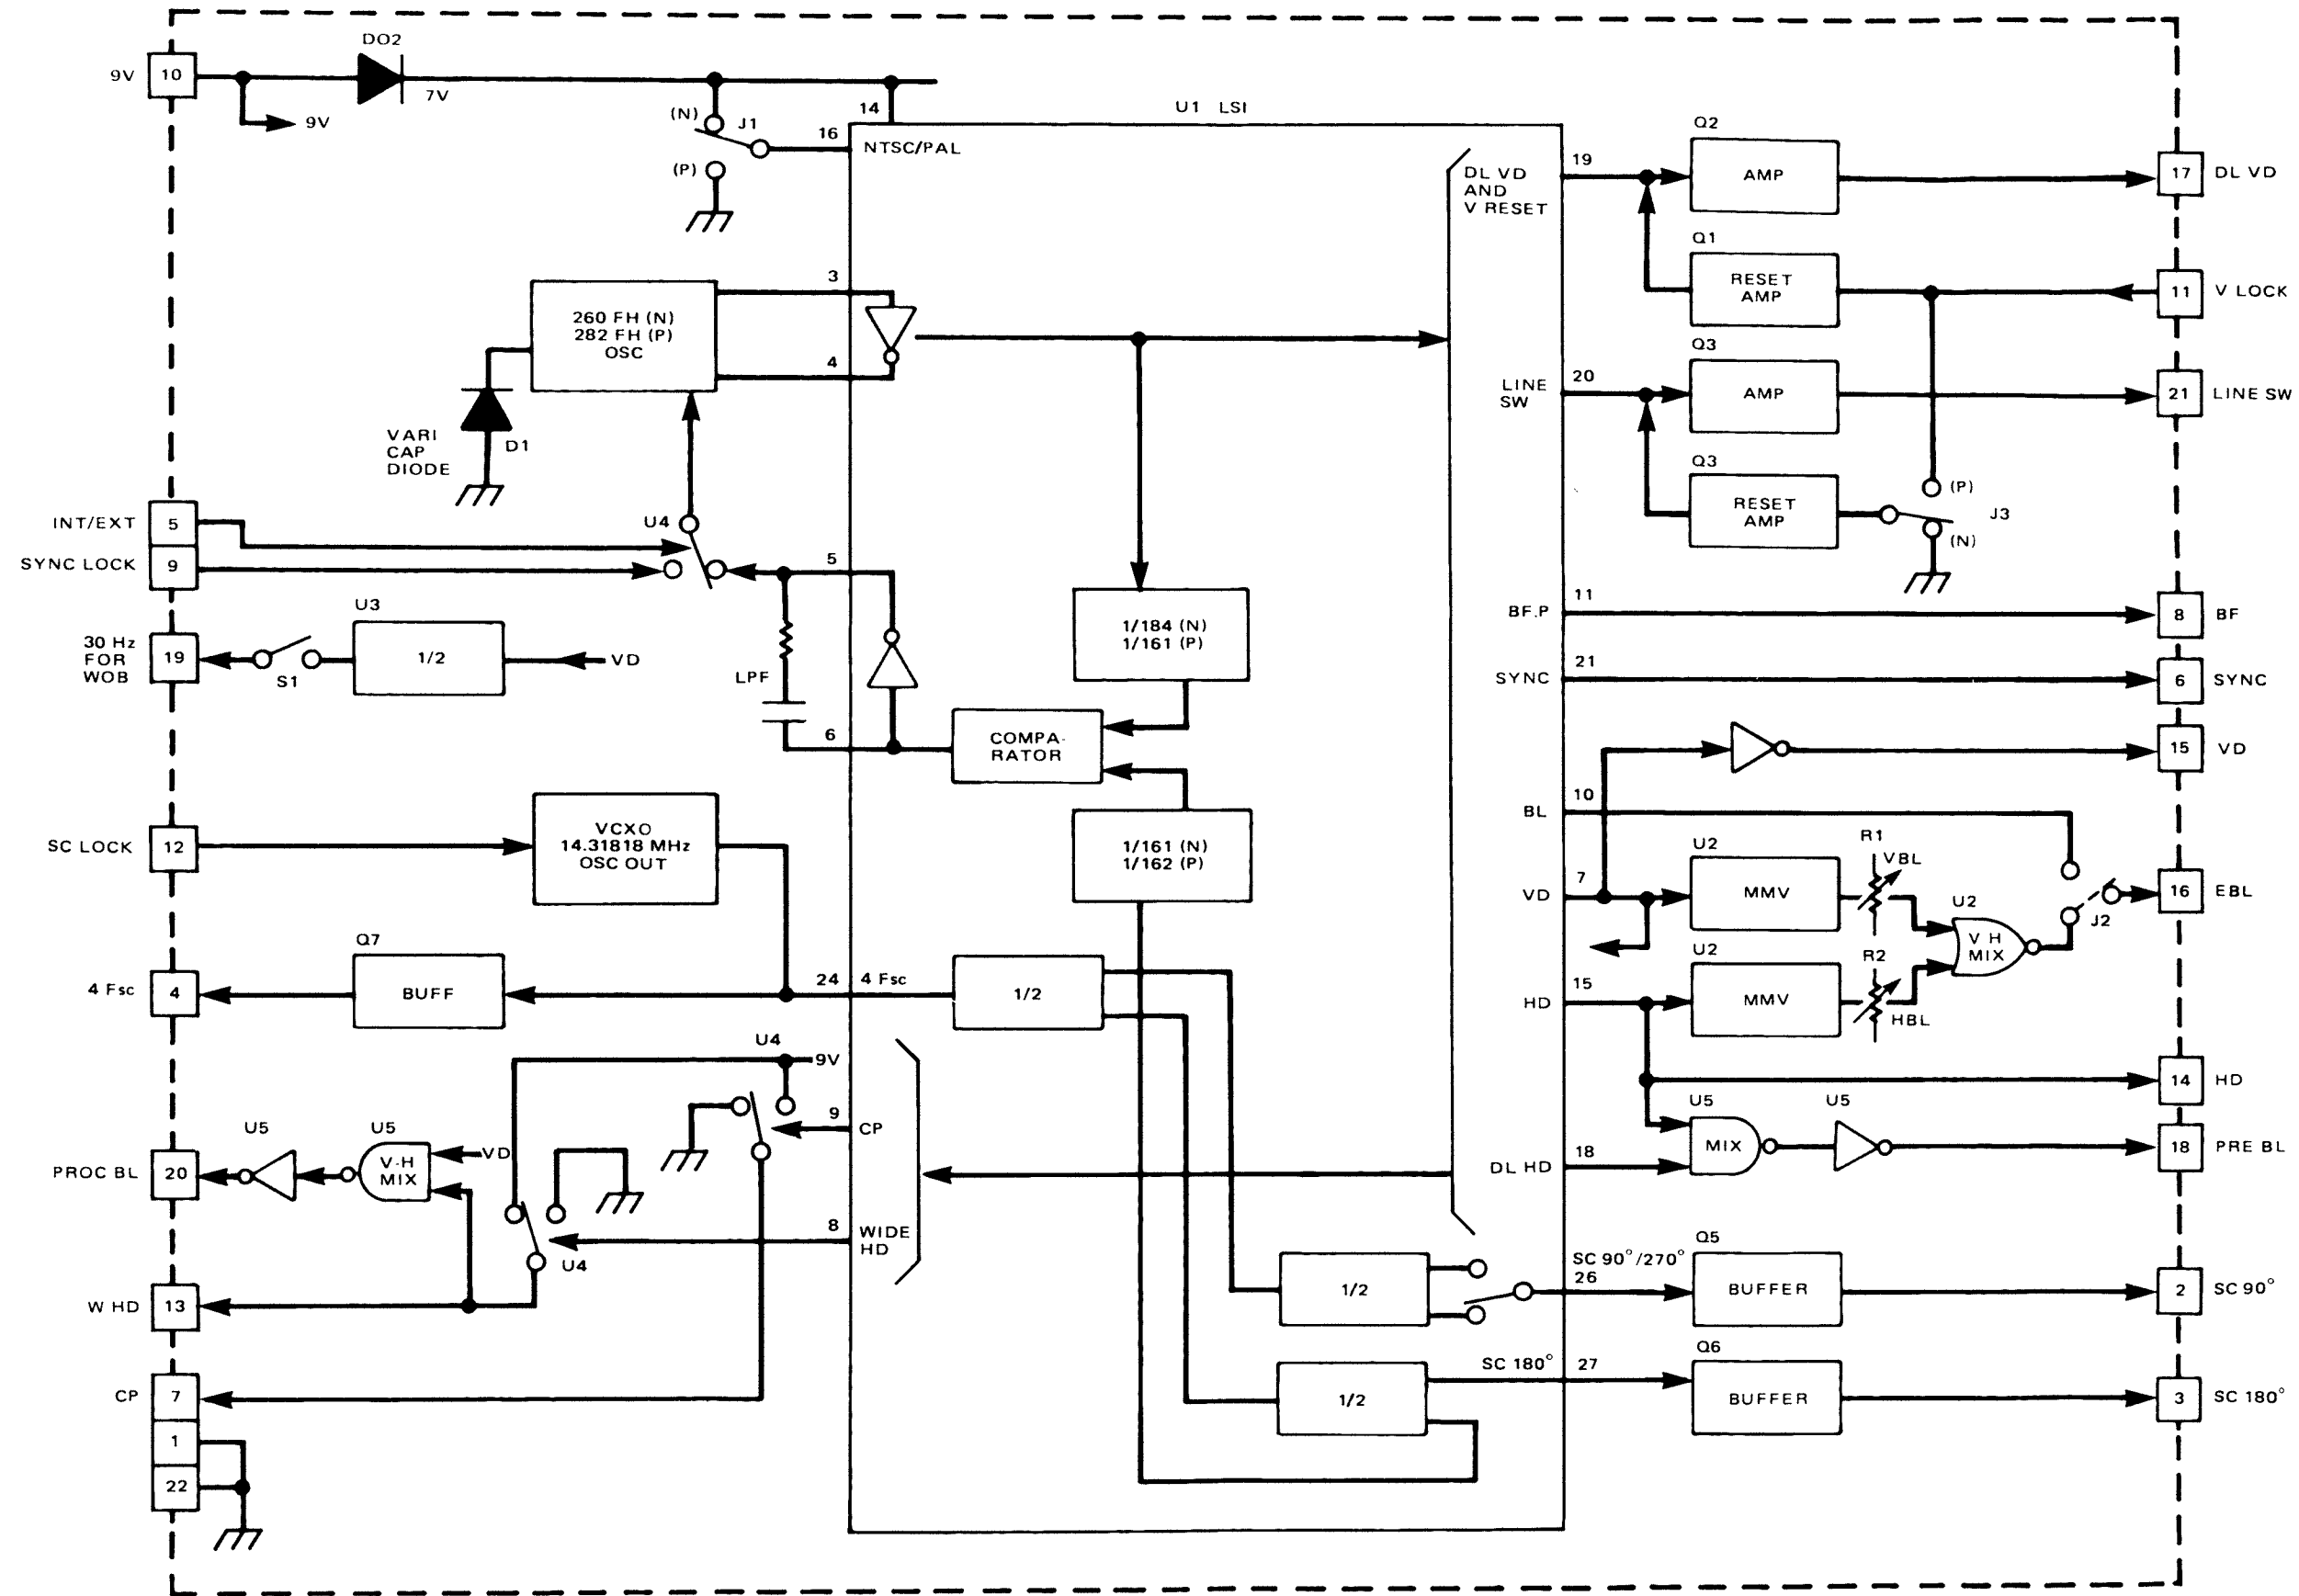 DO2
9V 10
7V
9V
14
U1 LSI
(N)
J1
16
NTSC/PAL
(P)
DL VD
AND
V RESET
19
Q2
AMP
17 DL VD
Q1
RESET
AMP
11 V LOCK
3
260 FH (N)
282 FH (P)
OSC
4
VARI
CAP
DIODE
D1
LINE
SW
20
Q3
AMP
21 LINE SW
Q3
RESET
AMP
(P)
J3
(N)
INT/EXT 5
SYNC LOCK 9
U4
5
30 Hz
FOR
WOB
19
S1
U3
1/2
VD
LPF
6
1/184 (N)
1/161 (P)
COMPA-
RATOR
1/161 (N)
1/162 (P)
BF.P
11
8 BF
SYNC
21
6 SYNC
15 VD
BL
10
VD
7
U2
MMV
R1
VBL
U2
V H
MIX
J2
16 EBL
U2
MMV
R2
HBL
HD
15
14 HD
SC LOCK 12
VCXO
14.31818 MHz
OSC OUT
4 Fsc 4
Q7
BUFF
24
4 Fsc
1/2
U4
9V
9
CP
PROC BL 20
U5
U5
V-H
MIX
VD
8
WIDE
HD
U4
W HD 13
CP 7
1
22
DL HD
18
U5
MIX
U5
18 PRE BL
1/2
SC 90°/270°
26
Q5
BUFFER
2 SC 90°
1/2
SC 180°
27
Q6
BUFFER
3 SC 180°